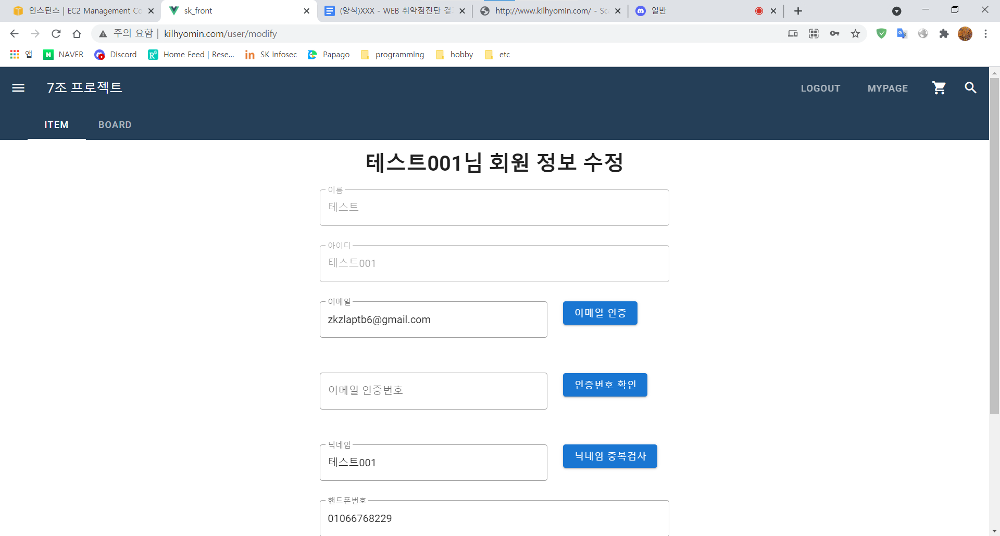 인스턴스 | EC2 Management Co
sk_front
(양식)XXX - WEB 취약점진단 결
http://www.kilhyomin.com/ - Sc
일반
주의 요함 | kilhyomin.com/user/modify
앱
NAVER
Discord
Home Feed | Rese...
SK infosec
Papago
programming
hobby
etc
7조 프로젝트
LOGOUT
MYPAGE
ITEM
BOARD
테스트001님 회원 정보 수정
이름
테스트
아이디
테스트001
이메일
zkzlaptb6@gmail.com
이메일 인증
이메일 인증번호
인증번호 확인
닉네임
테스트001
닉네임 중복검사
핸드폰번호
01066768229